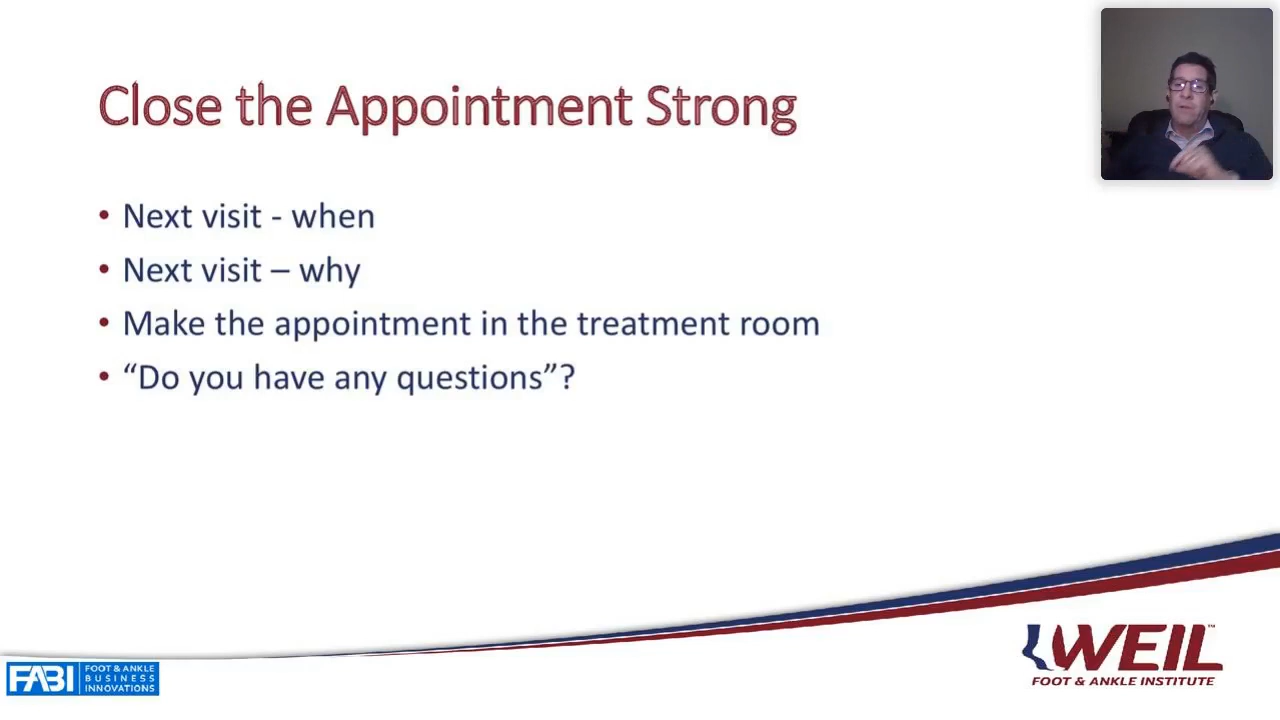 Close the Appointment Strong
• Next visit - when
• Next visit – why
• Make the appointment in the treatment room
• “Do you have any questions”?
WEIL™
FOOT & ANKLE INSTITUTE
FABI
FOOT & ANKLE
BUSINESS
INNOVATIONS